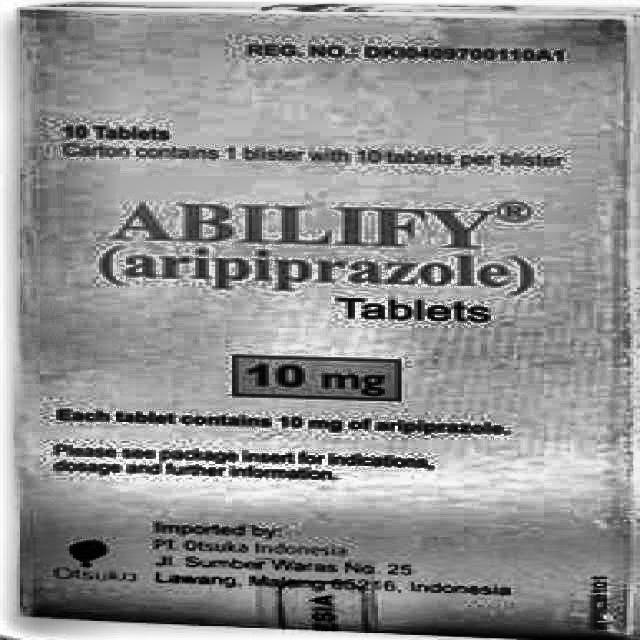 REG. NO.: DKI0403700110A1
10 Tablets
Carton contains 1 blister with 10 tablets per blister
ABILIFY®
(aripiprazole)
Tablets
10 mg
Each tablet contains 10 mg of aripiprazole.
Please see package insert for indications,
dosage and further information.
Imported by:
PT Otsuka Indonesia
Jl. Sumber Waras No. 25
Lawang, Malang 65216, Indonesia
Otsuka